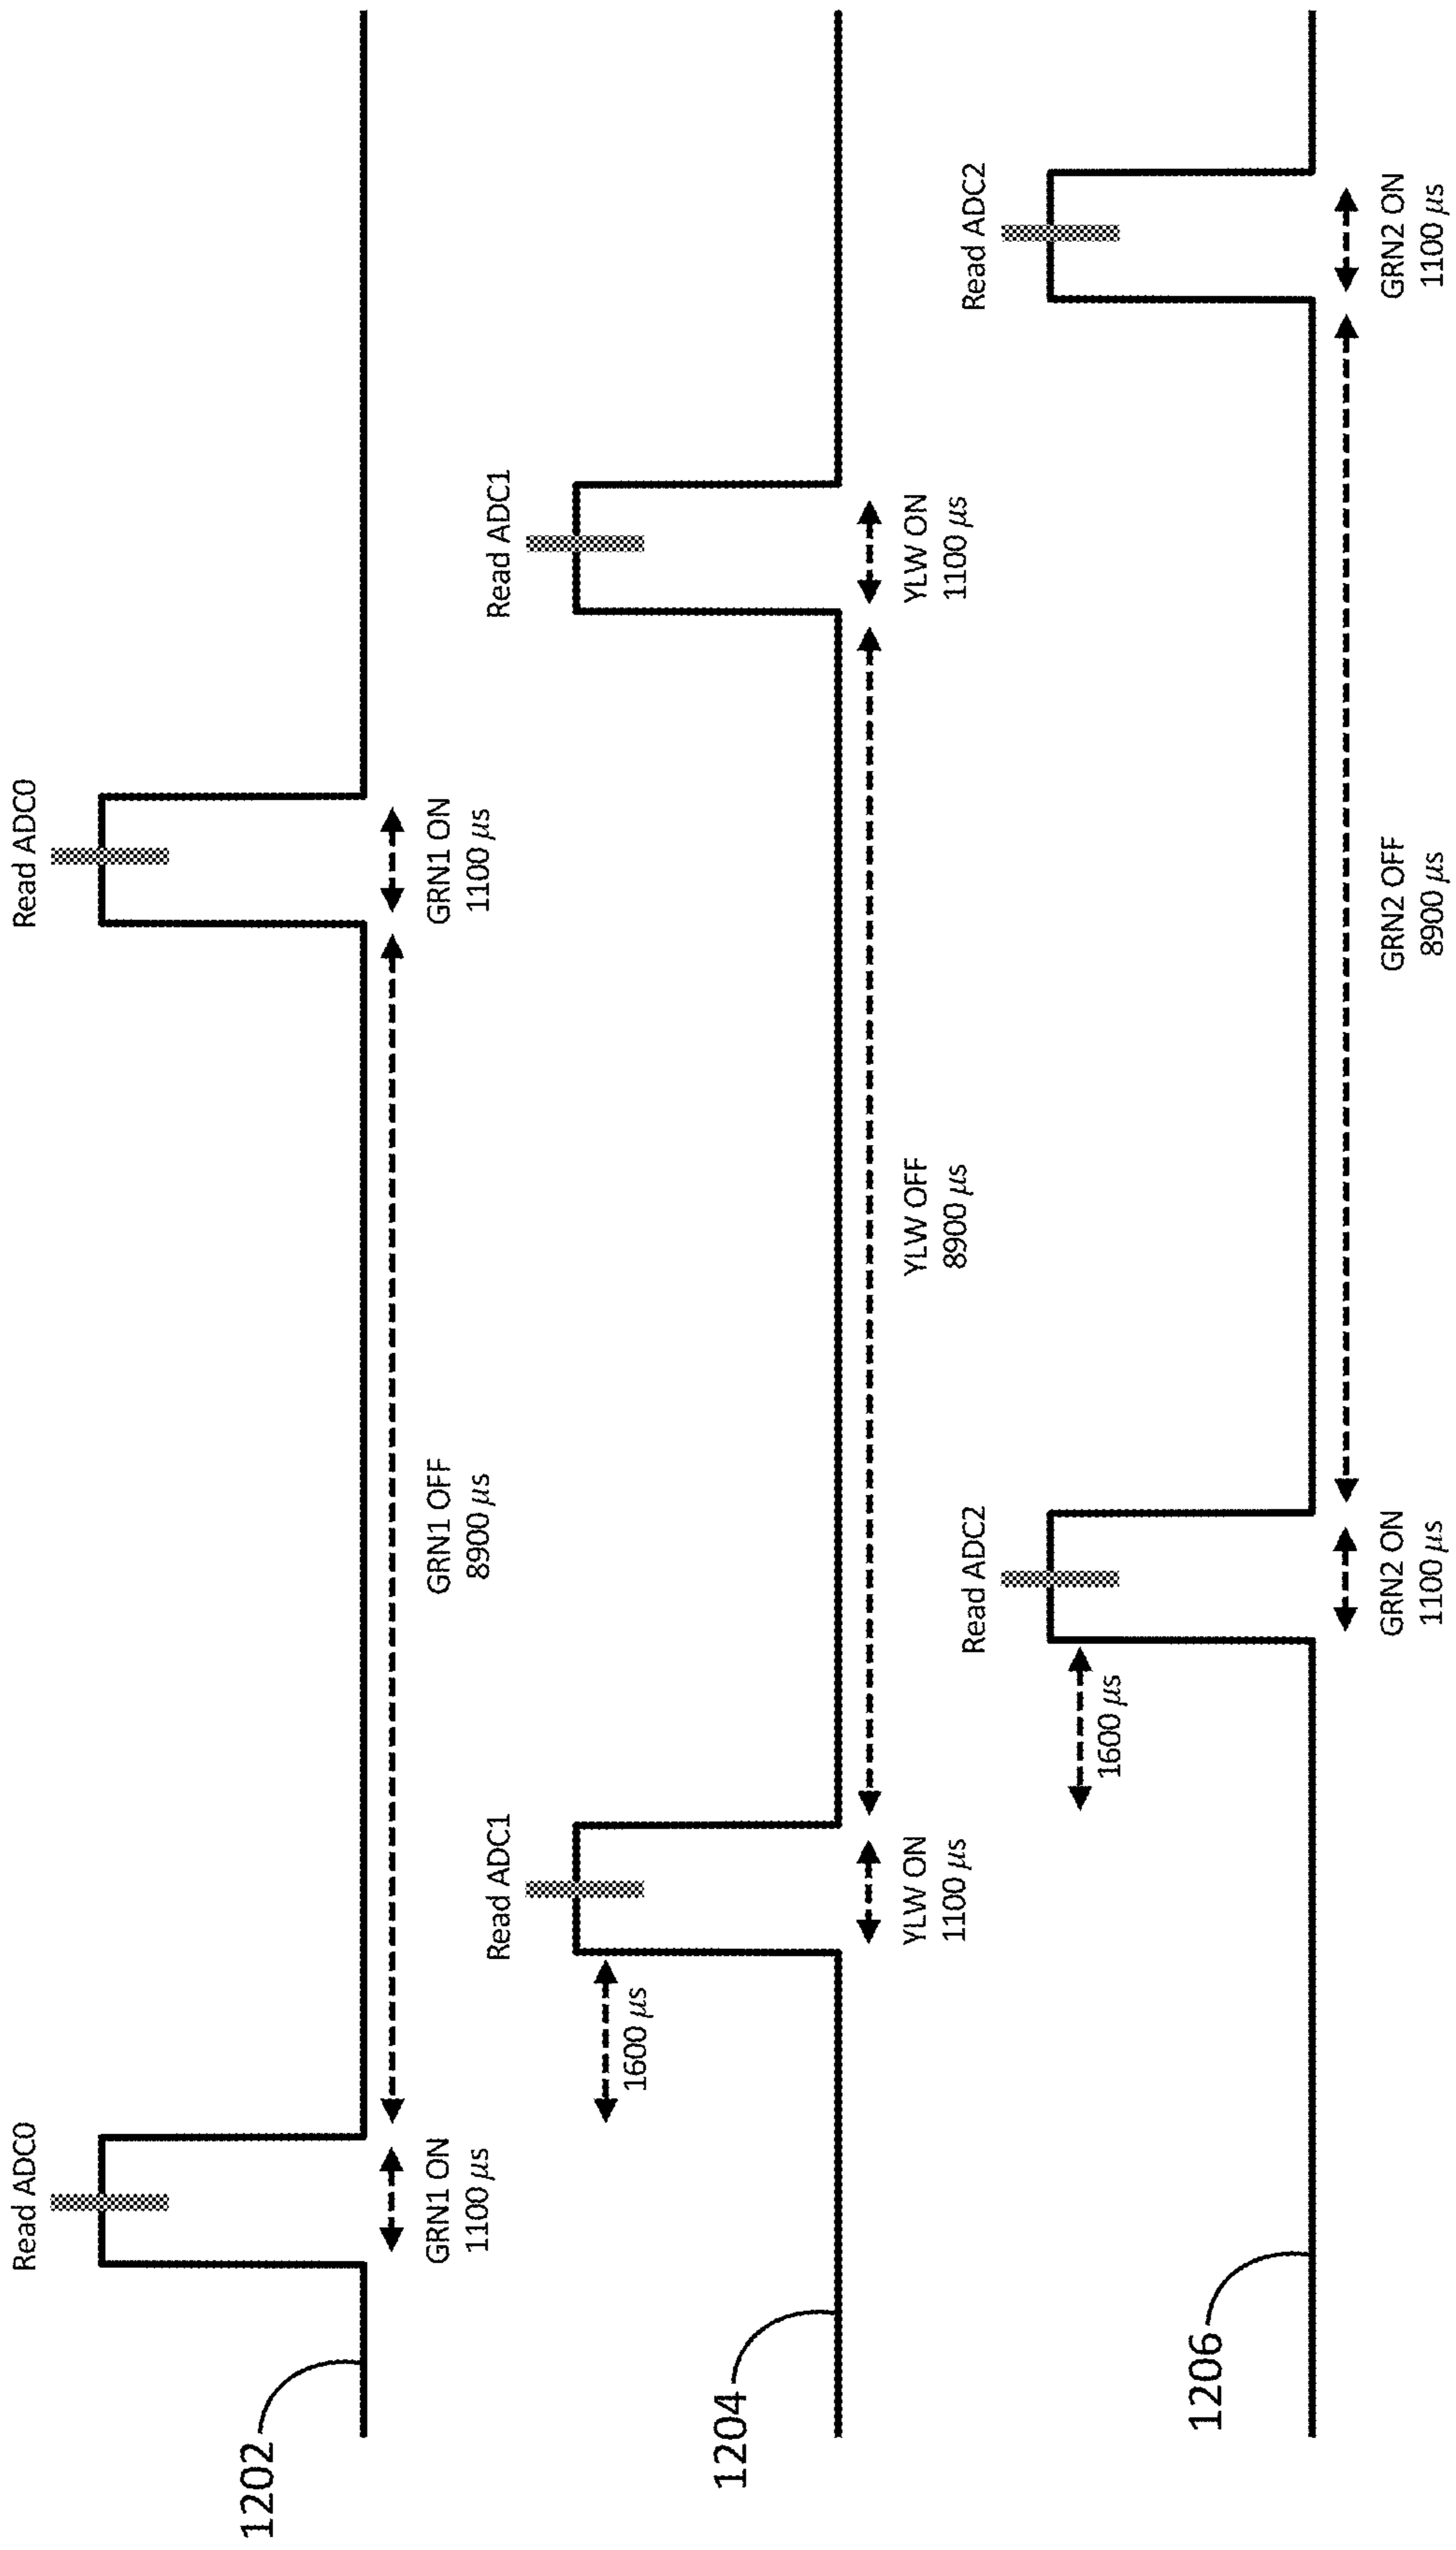 Read ADC0
Read ADC0
GRN1 ON
1100 µs
GRN1 OFF
8900 µs
GRN1 ON
1100 µs
1202
Read ADC1
Read ADC1
1600 µs
YLW ON
1100 µs
YLW OFF
8900 µs
YLW ON
1100 µs
1204
Read ADC2
Read ADC2
1600 µs
GRN2 ON
1100 µs
GRN2 OFF
8900 µs
GRN2 ON
1100 µs
1206